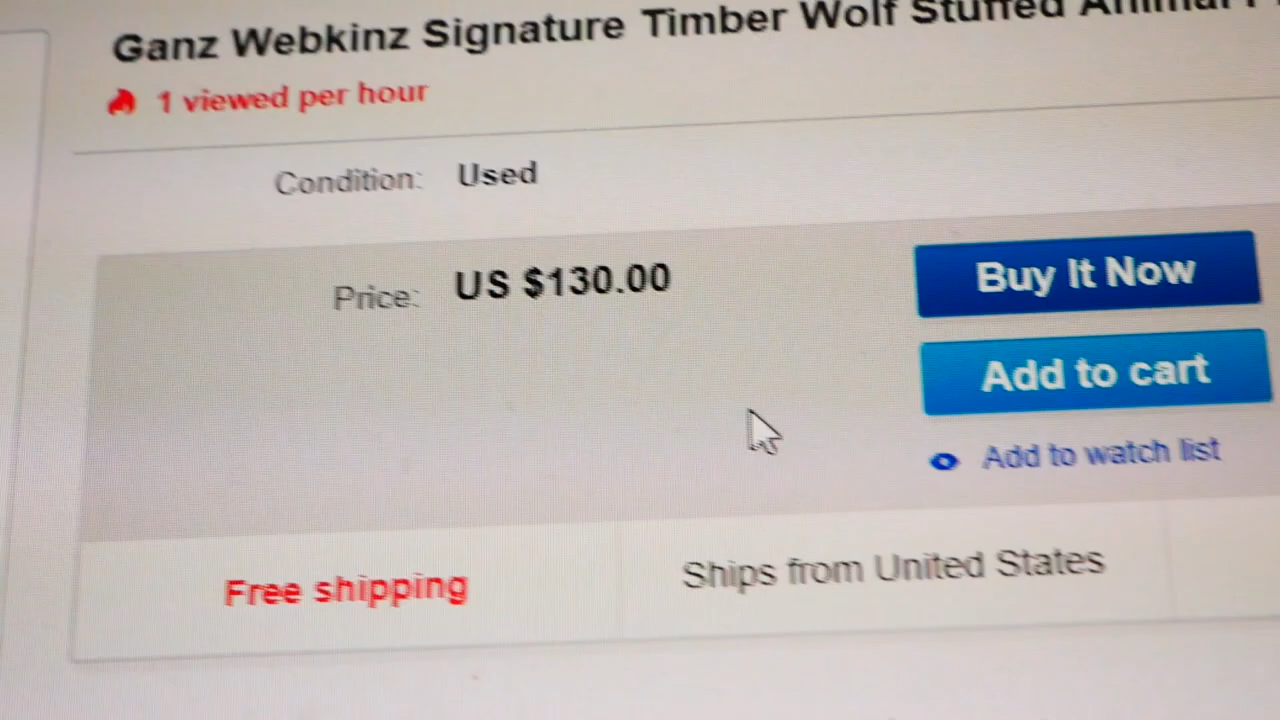 Ganz Webkinz Signature Timber Wolf Stuffed Animal
1 viewed per hour
Condition: Used
Price: US $130.00
Buy It Now
Add to cart
Add to watch list
Free shipping
Ships from United States